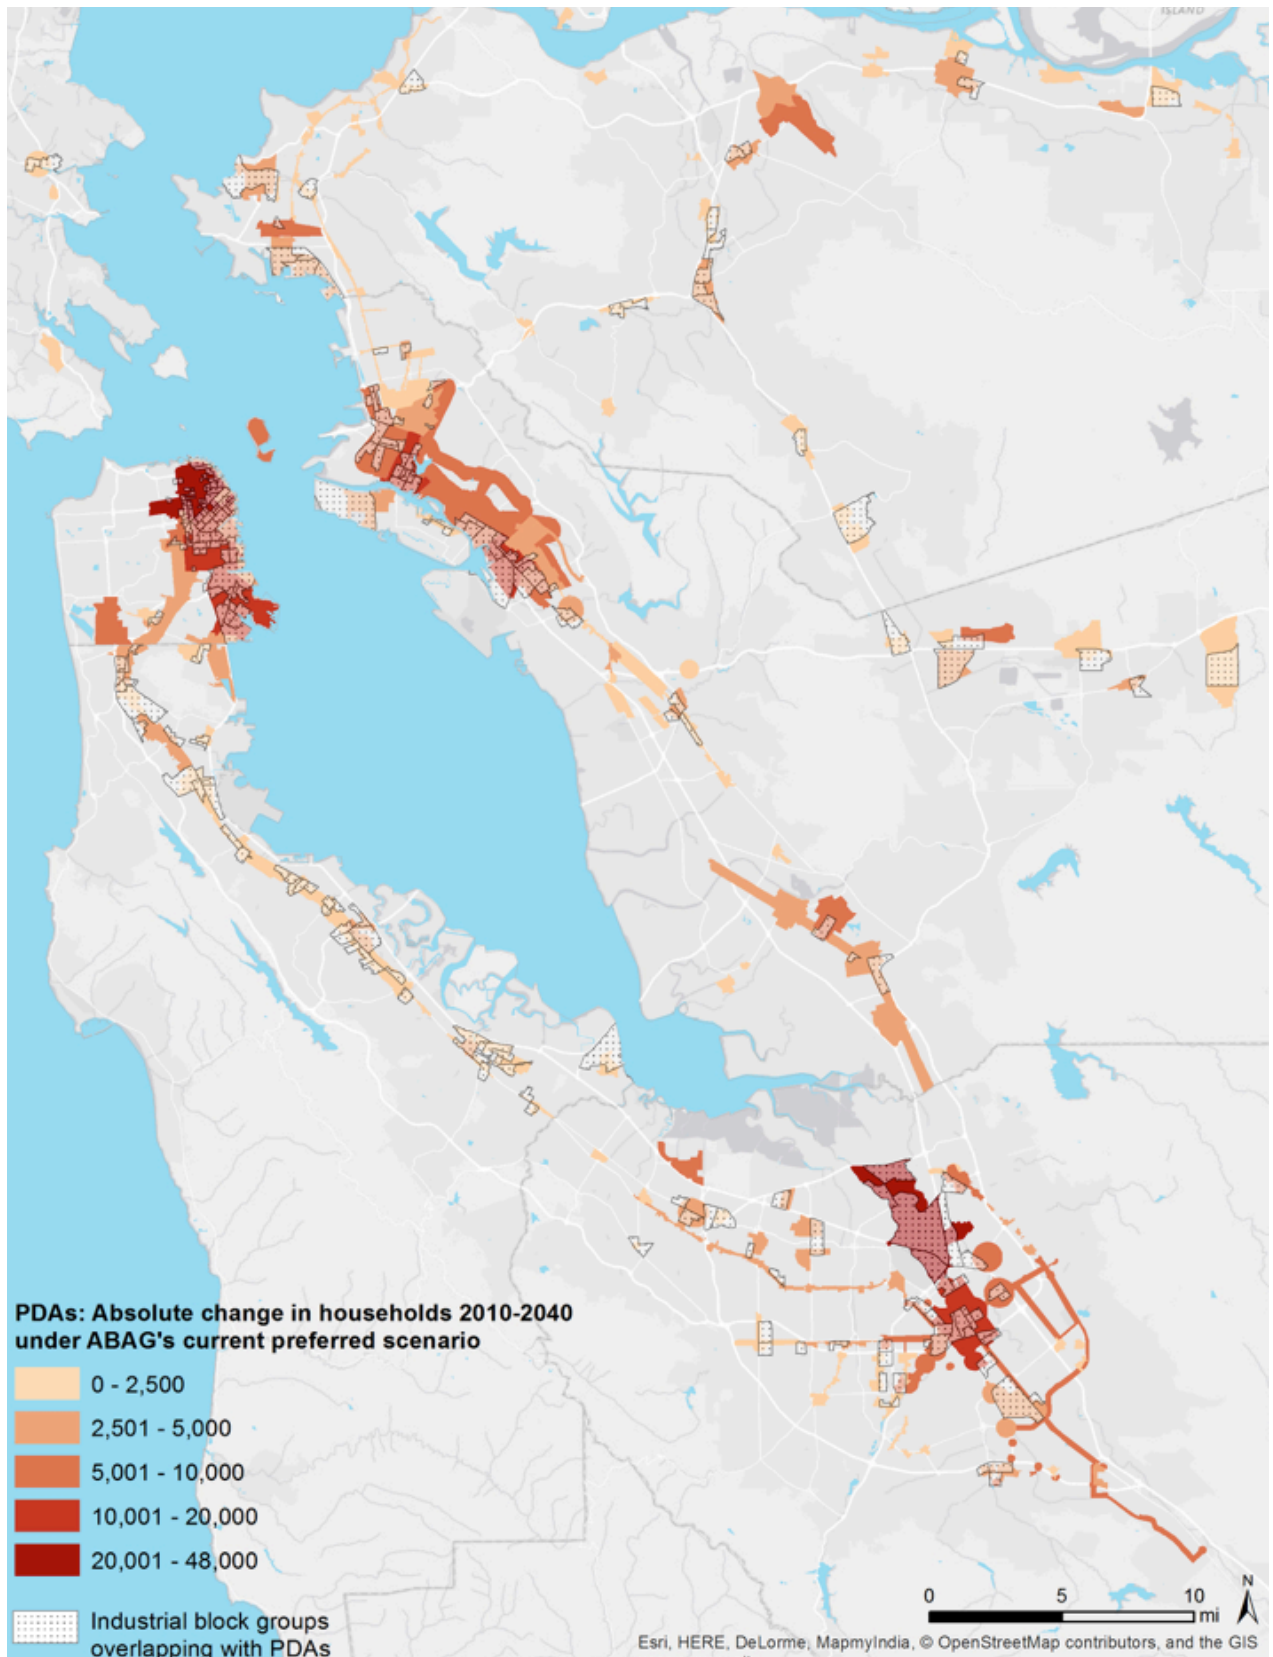 ISLAND
PDAs: Absolute change in households 2010-2040
under ABAG's current preferred scenario
0 - 2,500
2,501 - 5,000
5,001 - 10,000
10,001 - 20,000
20,001 - 48,000
Industrial block groups
overlapping with PDAs
0 5 10
mi
N
Esri, HERE, DeLorme, MapmyIndia, © OpenStreetMap contributors, and the GIS